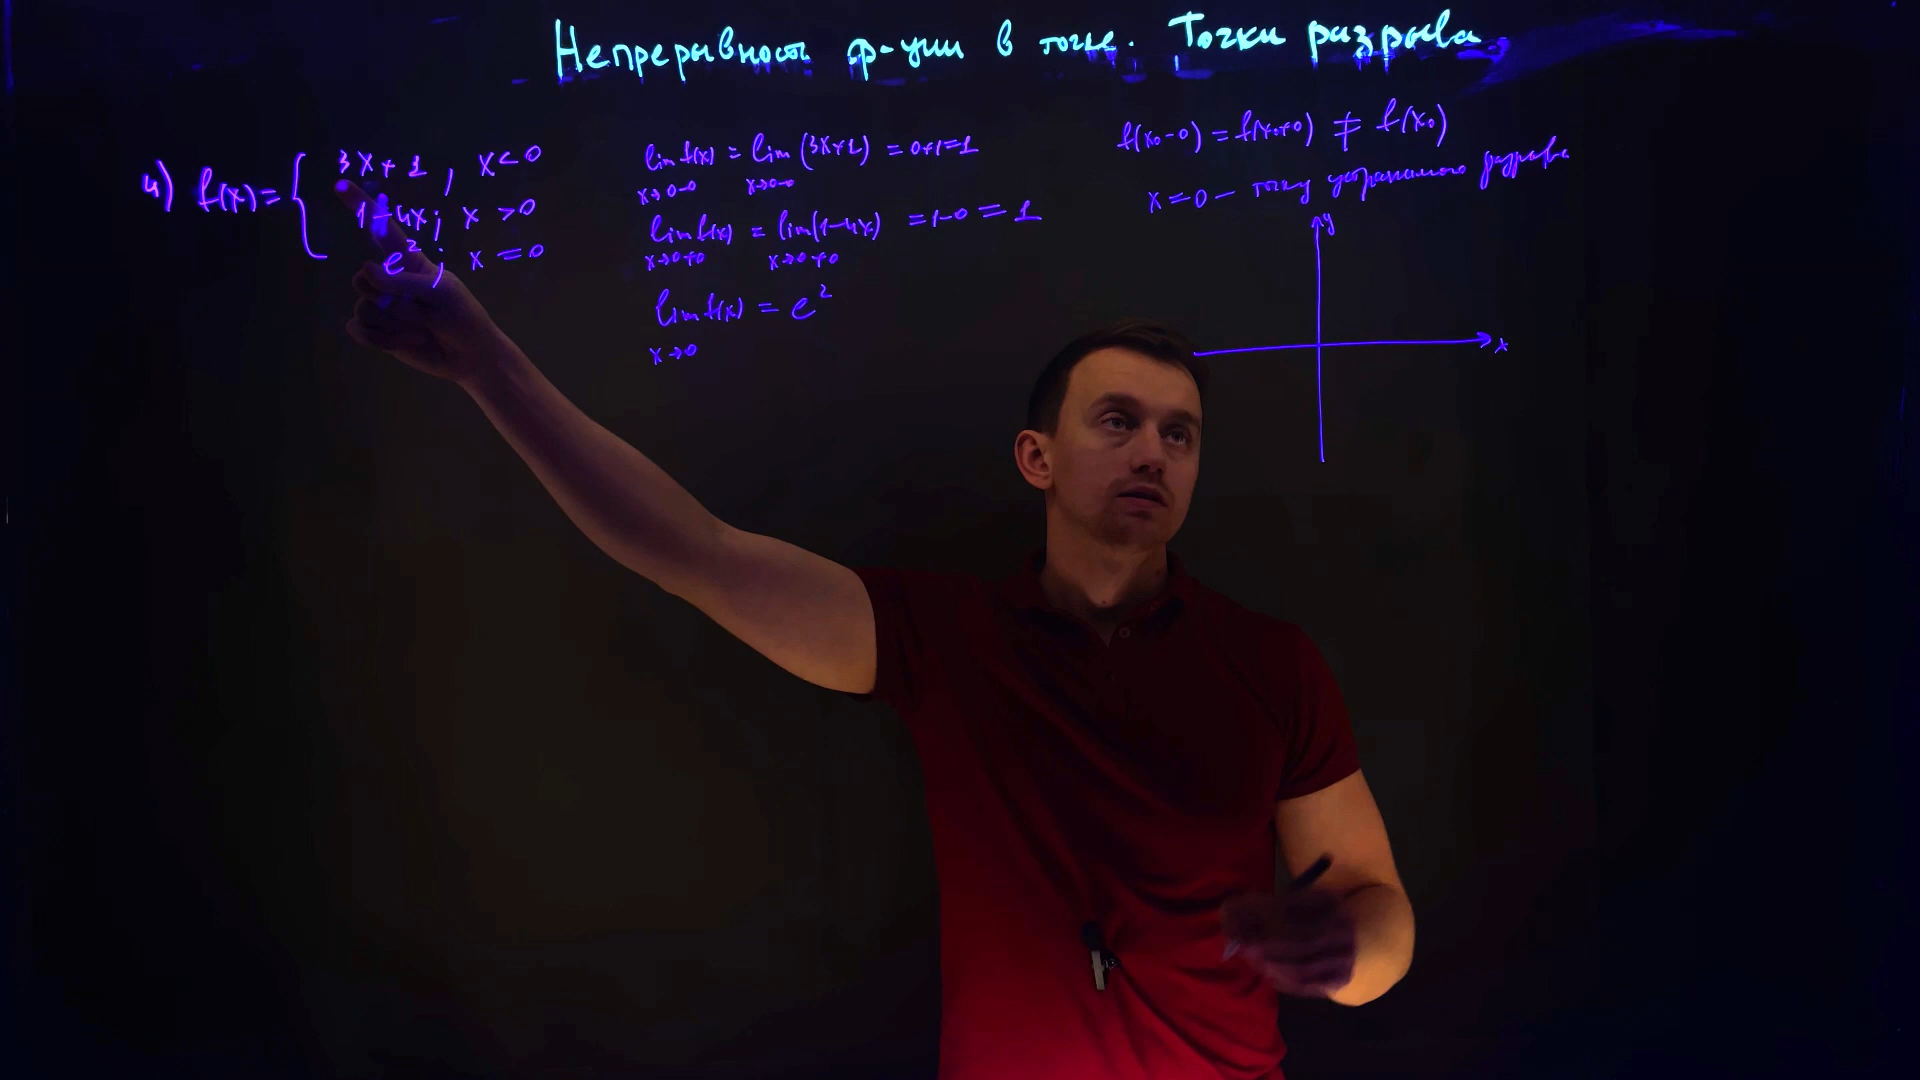 Непрерывность ф-ции в точке. Точки разрыва
4) f(x) = { 3x+1, x<0
1-4x; x>0
e²; x=0
lim f(x) = lim (3x+1) = 0+1=1
x→0-0 x→0-0
lim f(x) = lim(1-4x) = 1-0 = 1
x→0+0 x→0+0
lim f(x) = e²
x→0
f(x₀-0) = f(x₀+0) ≠ f(x₀)
x=0 - точка устранимого разрыва
y
x